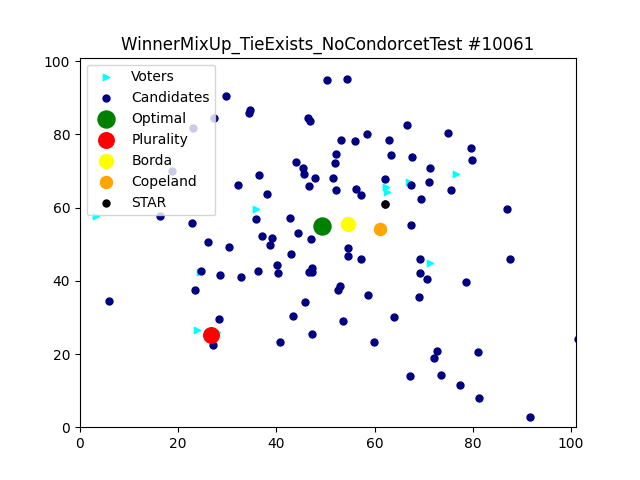 WinnerMixUp_TieExists_NoCondorcetTest #10061
100
80
60
40
20
0
Voters
Candidates
Optimal
Plurality
Borda
Copeland
STAR
0 20 40 60 80 100